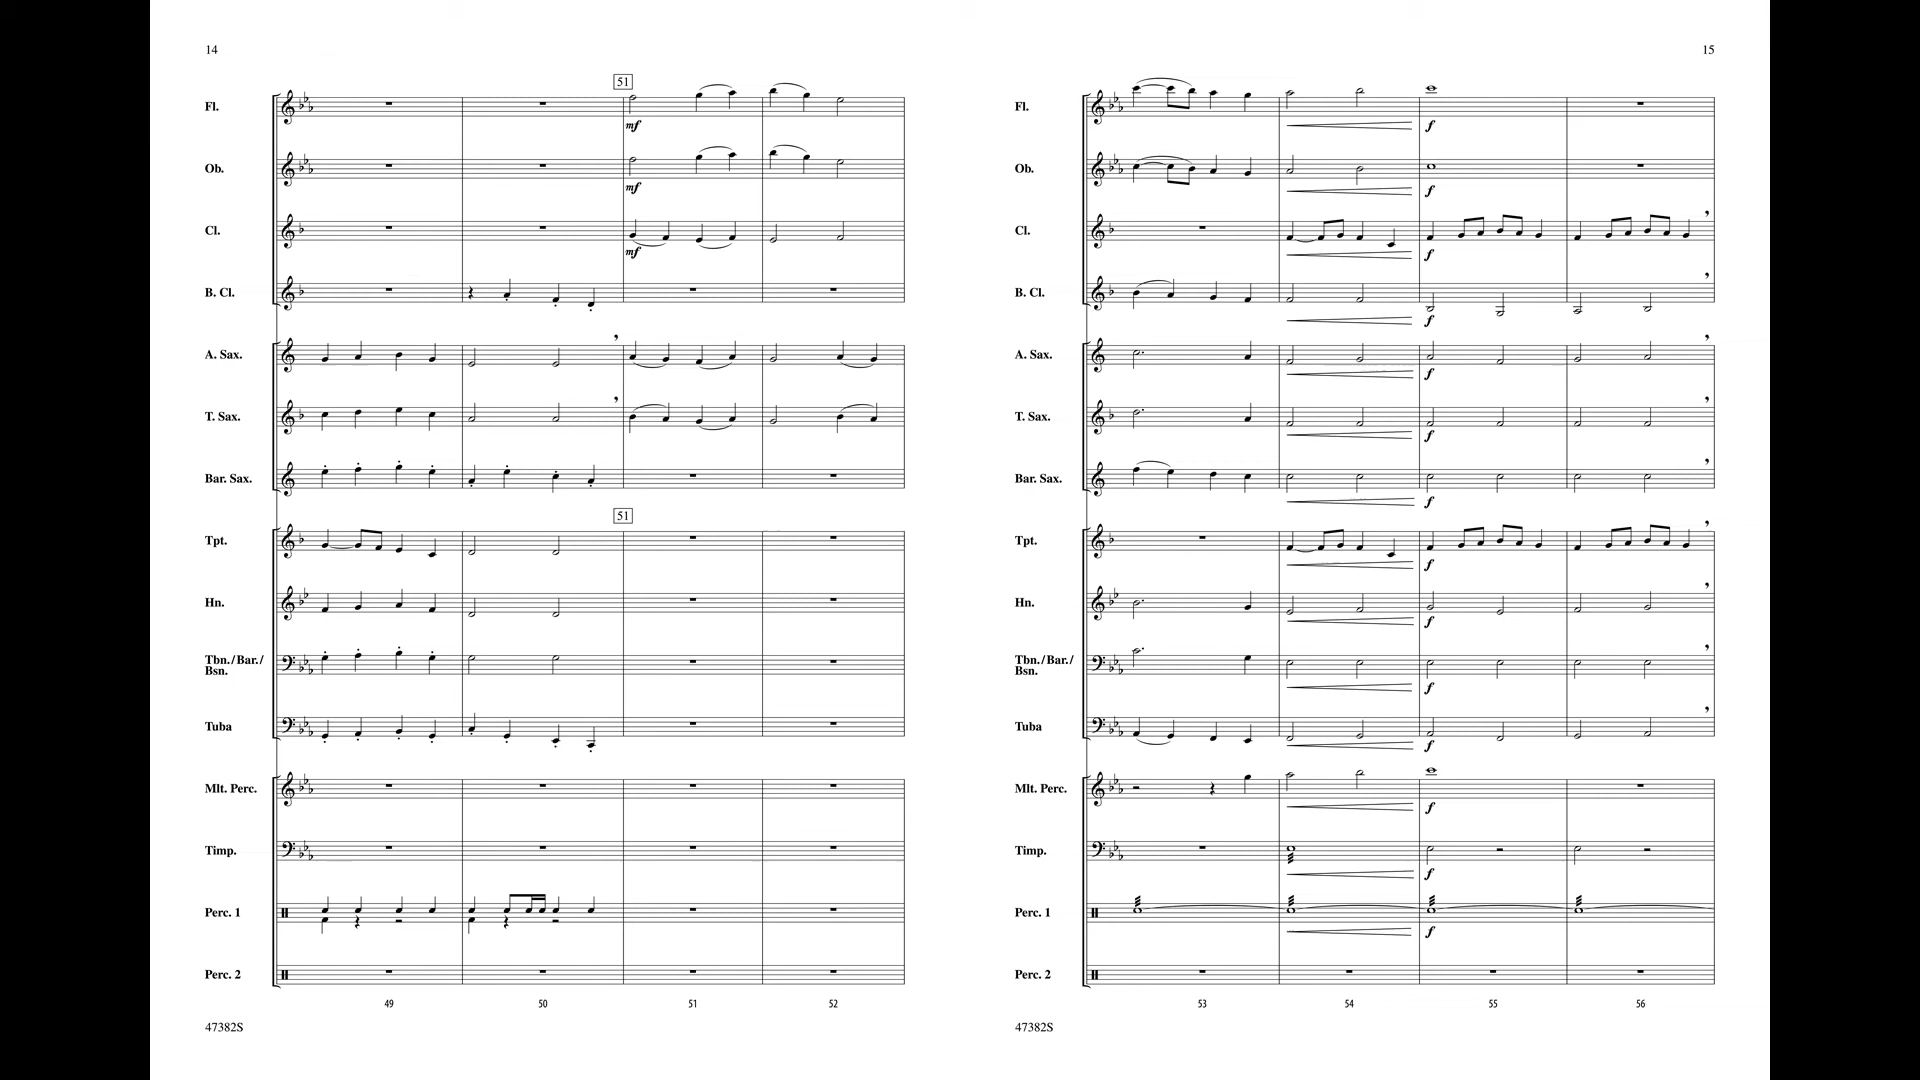 14
51
Fl.
mf
Ob.
mf
Cl.
mf
B. Cl.
A. Sax.
T. Sax.
Bar. Sax.
51
Tpt.
Hn.
Tbn./Bar./
Bsn.
Tuba
Mlt. Perc.
Timp.
Perc. 1
Perc. 2
49 50 51 52
47382S
15
Fl.
f
Ob.
f
Cl.
f
B. Cl.
f
A. Sax.
f
T. Sax.
f
Bar. Sax.
f
Tpt.
f
Hn.
f
Tbn./Bar./
Bsn.
f
Tuba
f
Mlt. Perc.
f
Timp.
f
Perc. 1
f
Perc. 2
53 54 55 56
47382S